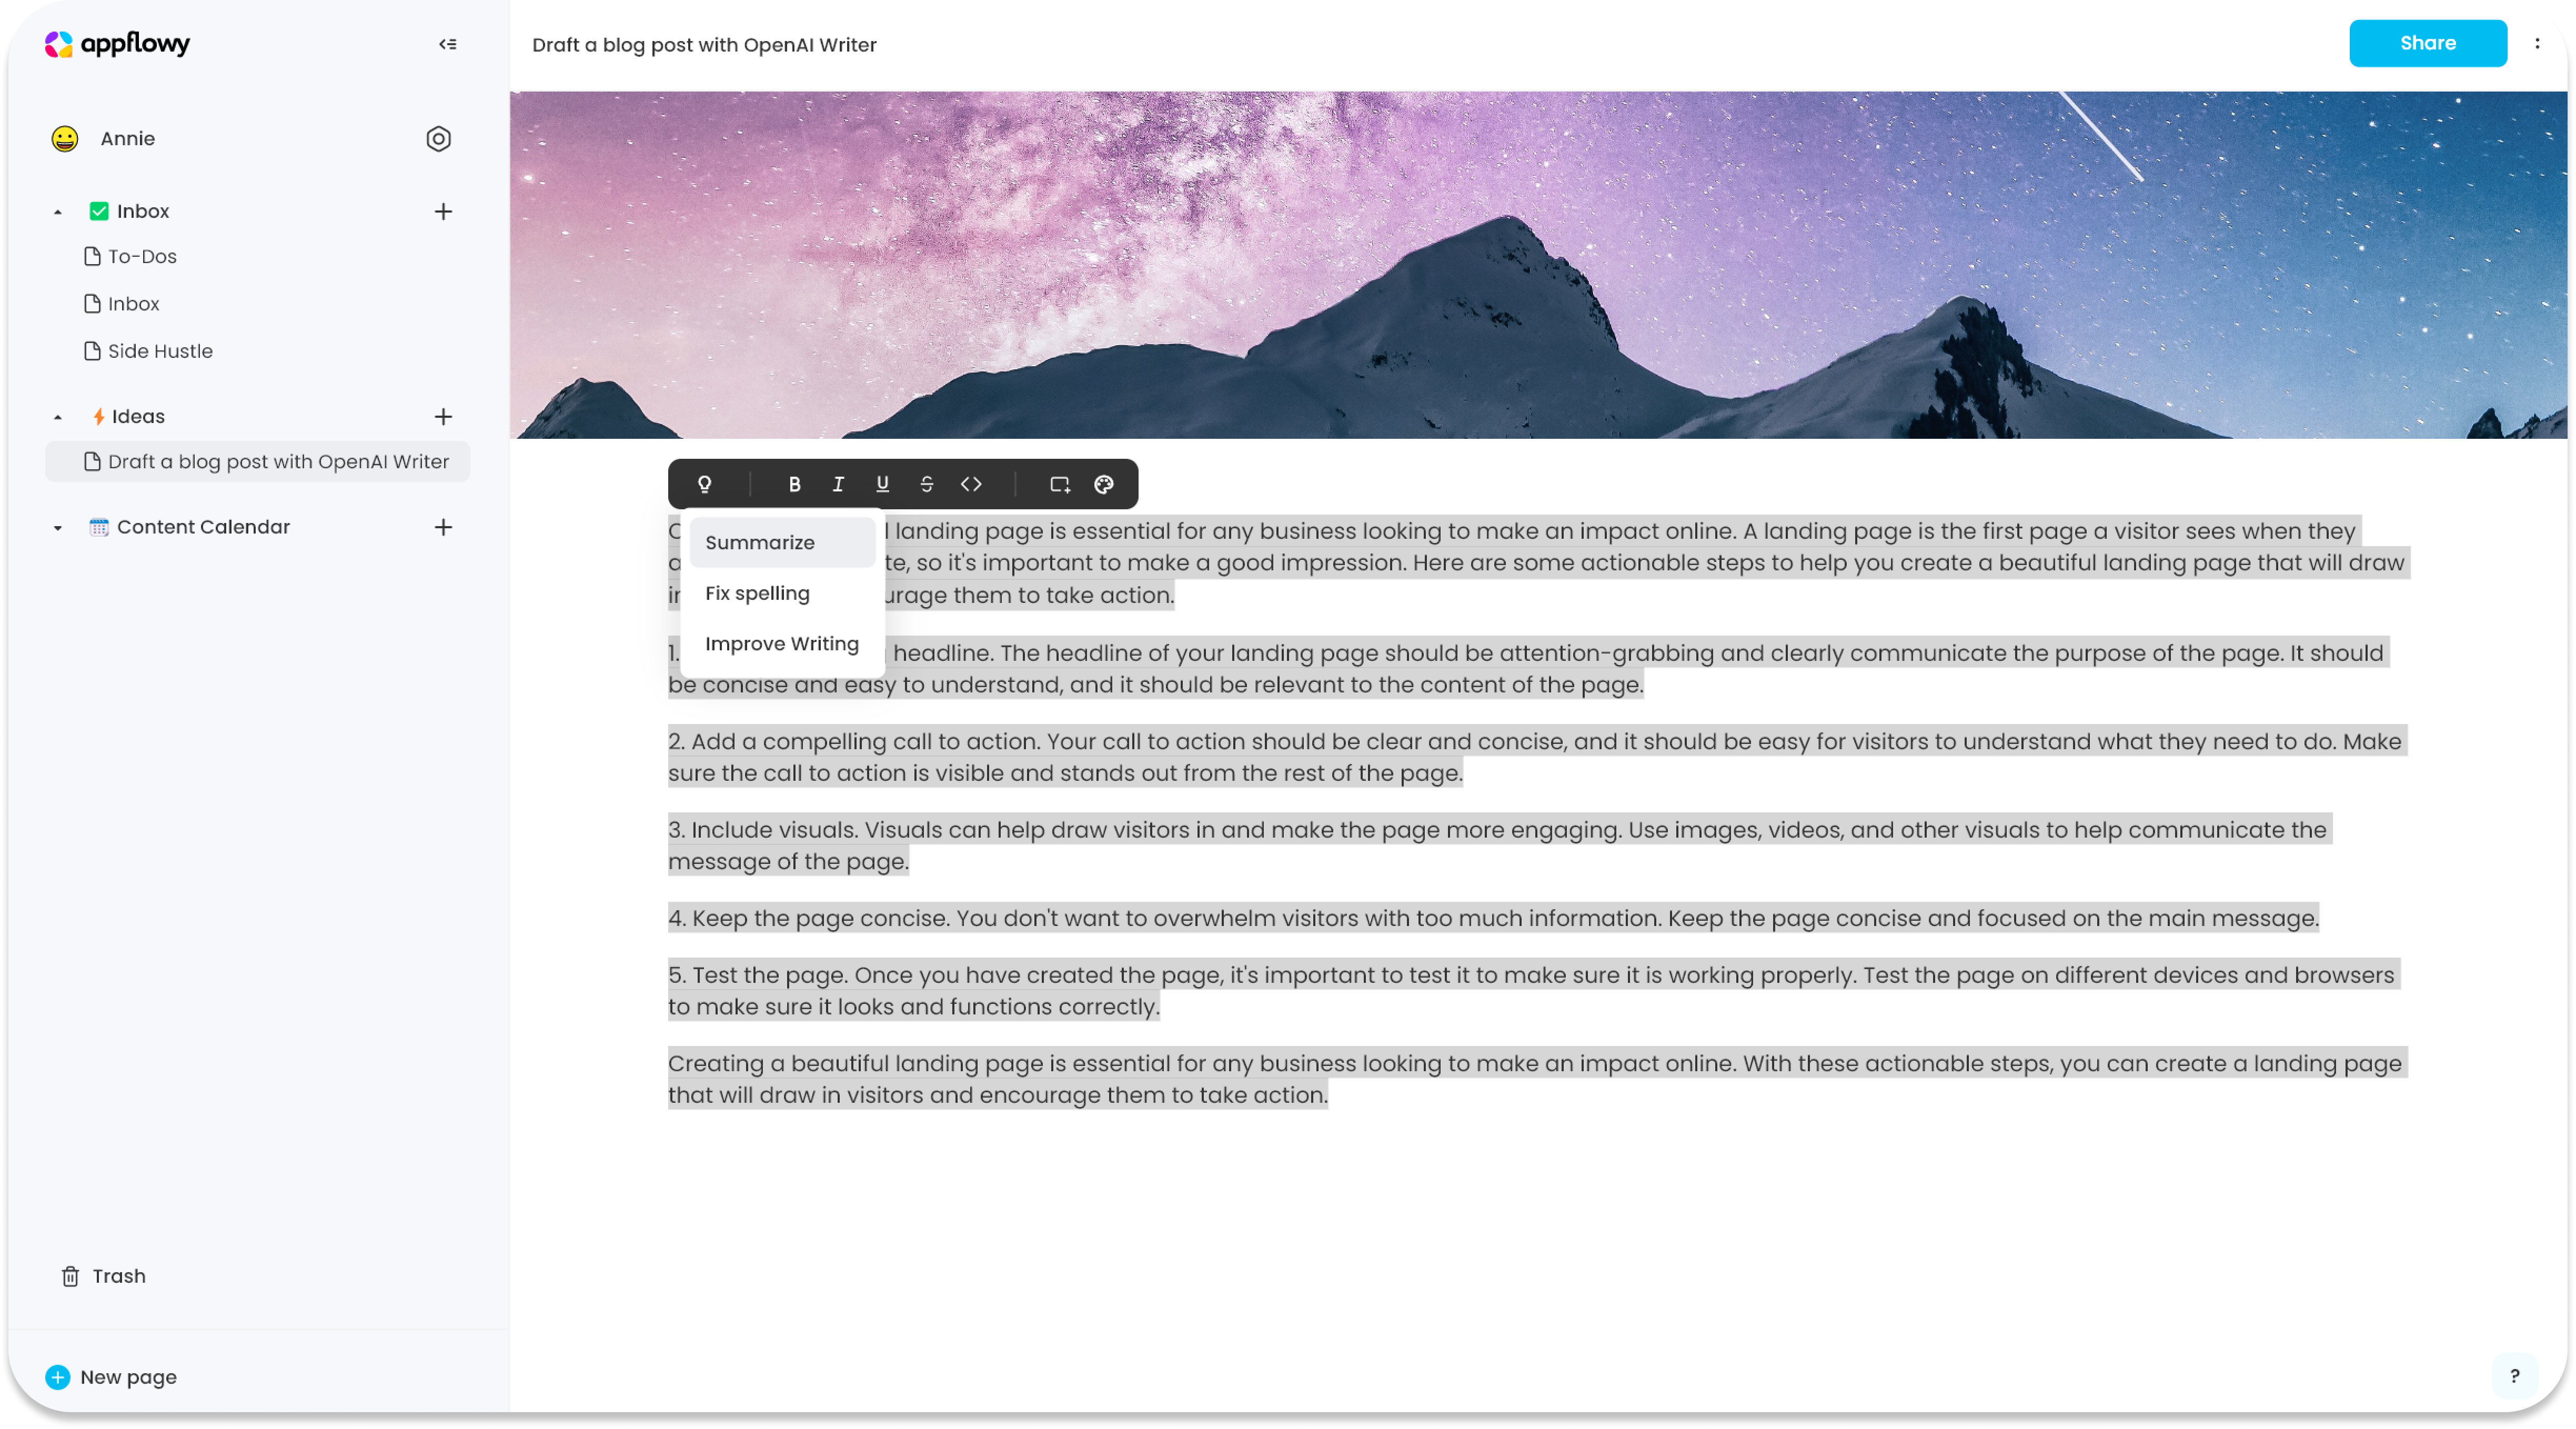 appflowy
Annie
Inbox
To-Dos
Inbox
Side Hustle
Ideas
Draft a blog post with OpenAI Writer
Content Calendar
Trash
New page
Draft a blog post with OpenAI Writer
Share
B I U S <>
Summarize
Fix spelling
Improve Writing
landing page is essential for any business looking to make an impact online. A landing page is the first page a visitor sees when they
so it's important to make a good impression. Here are some actionable steps to help you create a beautiful landing page that will draw
them to take action.
1. headline. The headline of your landing page should be attention-grabbing and clearly communicate the purpose of the page. It should
be concise and easy to understand, and it should be relevant to the content of the page.
2. Add a compelling call to action. Your call to action should be clear and concise, and it should be easy for visitors to understand what they need to do. Make
sure the call to action is visible and stands out from the rest of the page.
3. Include visuals. Visuals can help draw visitors in and make the page more engaging. Use images, videos, and other visuals to help communicate the
message of the page.
4. Keep the page concise. You don't want to overwhelm visitors with too much information. Keep the page concise and focused on the main message.
5. Test the page. Once you have created the page, it's important to test it to make sure it is working properly. Test the page on different devices and browsers
to make sure it looks and functions correctly.
Creating a beautiful landing page is essential for any business looking to make an impact online. With these actionable steps, you can create a landing page
that will draw in visitors and encourage them to take action.
?